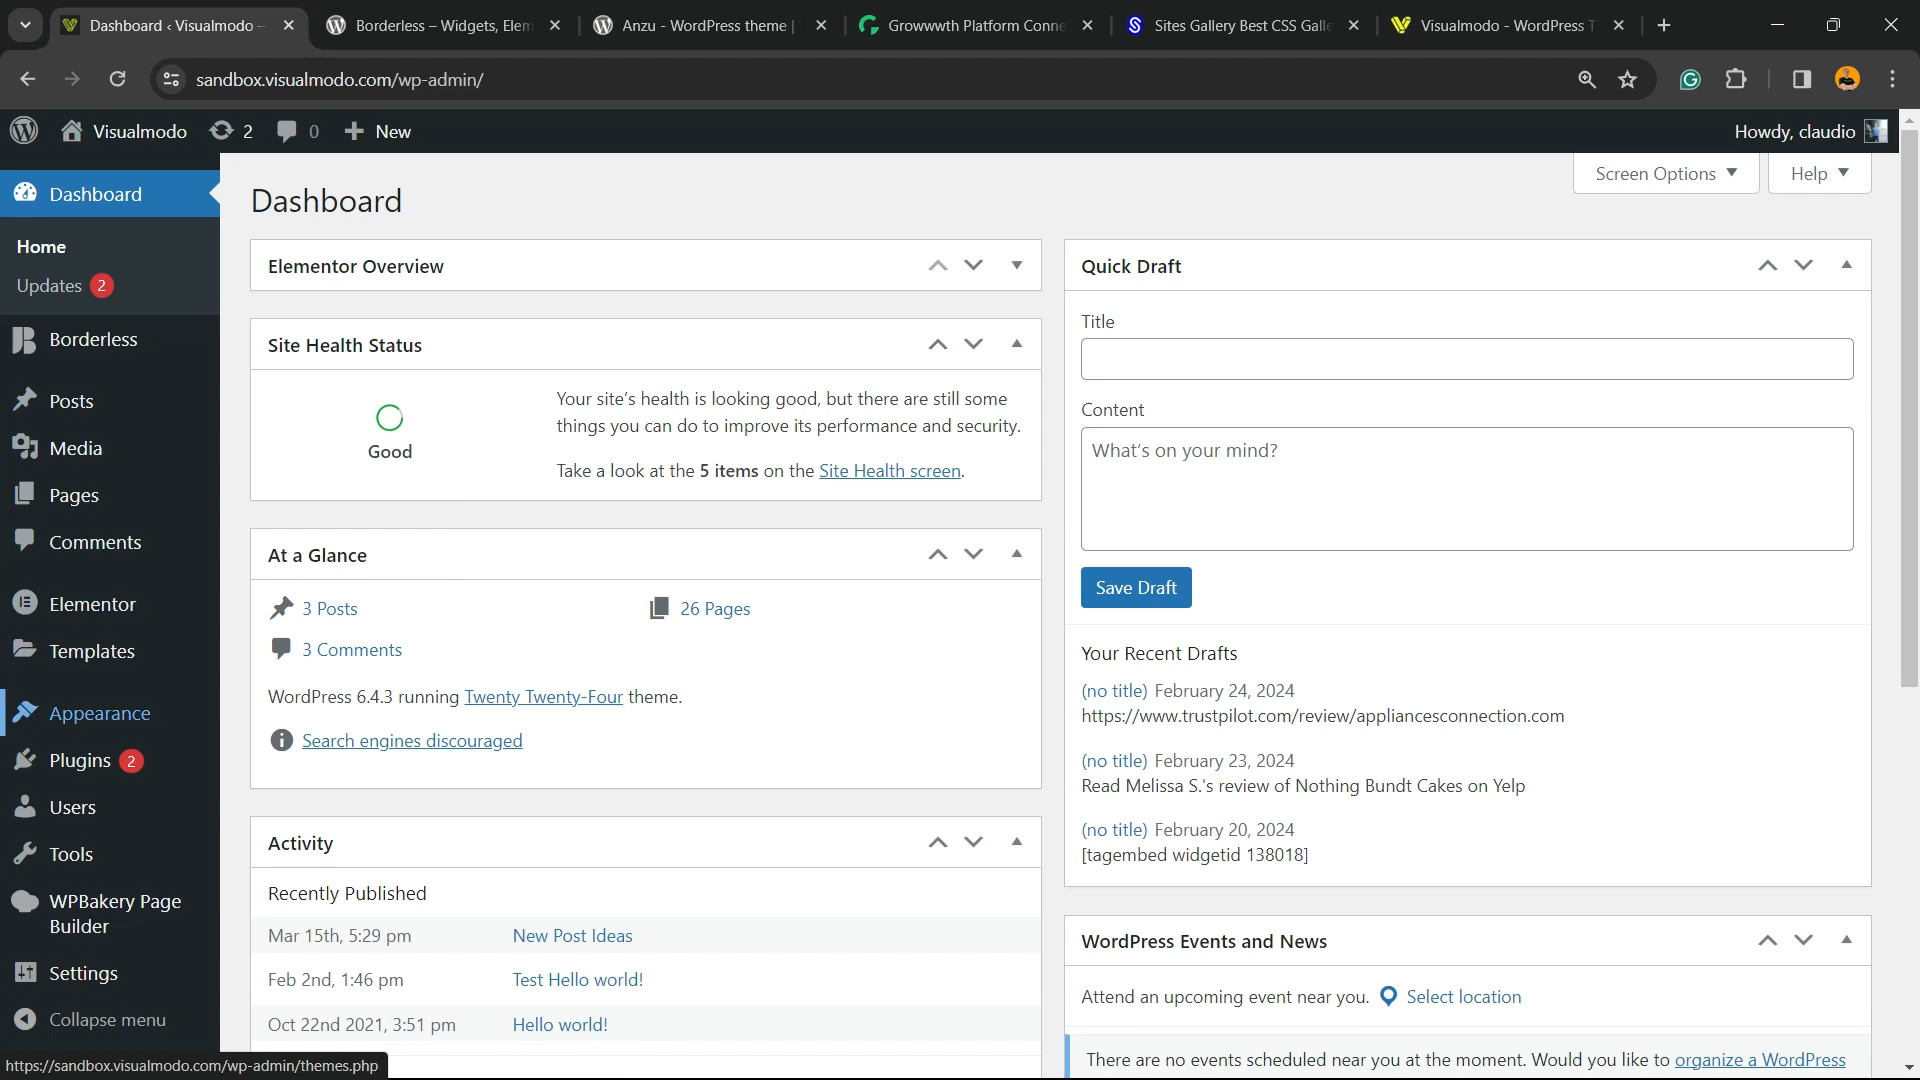 Dashboard ‹ Visualmodo —
Borderless – Widgets, Elem
Anzu - WordPress theme |
Growwwth Platform Conne
Sites Gallery Best CSS Galle
Visualmodo - WordPress T
sandbox.visualmodo.com/wp-admin/
Visualmodo
2
0
New
Howdy, claudio
Dashboard
Home
Updates 2
Borderless
Posts
Media
Pages
Comments
Elementor
Templates
Appearance
Plugins 2
Users
Tools
WPBakery Page
Builder
Settings
Collapse menu
https://sandbox.visualmodo.com/wp-admin/themes.php
Screen Options
Help
Dashboard
Elementor Overview
Site Health Status
Good
Your site's health is looking good, but there are still some
things you can do to improve its performance and security.
Take a look at the 5 items on the Site Health screen.
At a Glance
3 Posts
26 Pages
3 Comments
WordPress 6.4.3 running Twenty Twenty-Four theme.
Search engines discouraged
Activity
Recently Published
Mar 15th, 5:29 pm New Post Ideas
Feb 2nd, 1:46 pm Test Hello world!
Oct 22nd 2021, 3:51 pm Hello world!
Quick Draft
Title
Content
What's on your mind?
Save Draft
Your Recent Drafts
(no title) February 24, 2024
https://www.trustpilot.com/review/appliancesconnection.com
(no title) February 23, 2024
Read Melissa S.'s review of Nothing Bundt Cakes on Yelp
(no title) February 20, 2024
[tagembed widgetid 138018]
WordPress Events and News
Attend an upcoming event near you. Select location
There are no events scheduled near you at the moment. Would you like to organize a WordPress